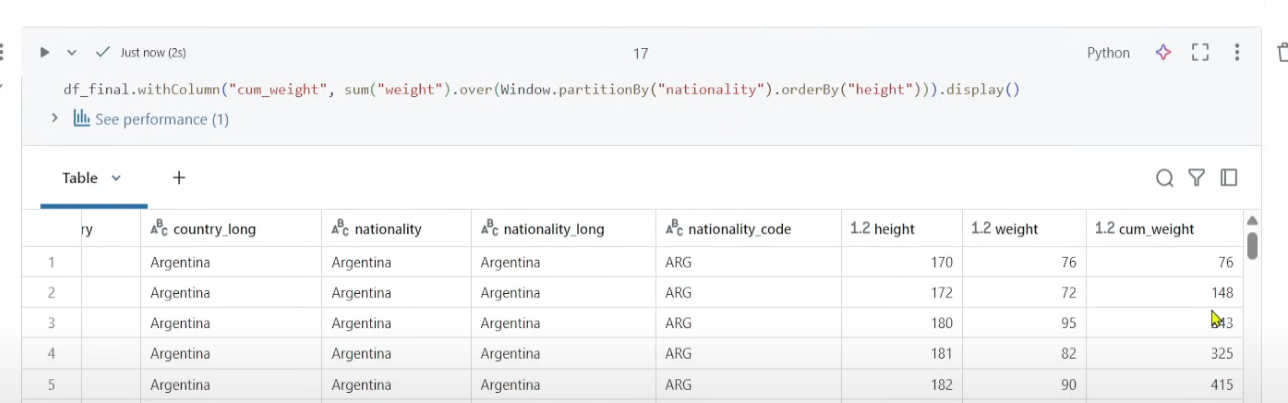 Just now (2s)
17
Python
df_final.withColumn("cum_weight", sum("weight").over(Window.partitionBy("nationality").orderBy("height"))).display()
See performance (1)
Table
ry country_long nationality nationality_long nationality_code 1.2 height 1.2 weight 1.2 cum_weight
1 Argentina Argentina Argentina ARG 170 76 76
2 Argentina Argentina Argentina ARG 172 72 148
3 Argentina Argentina Argentina ARG 180 95
4 Argentina Argentina Argentina ARG 181 82 325
5 Argentina Argentina Argentina ARG 182 90 415